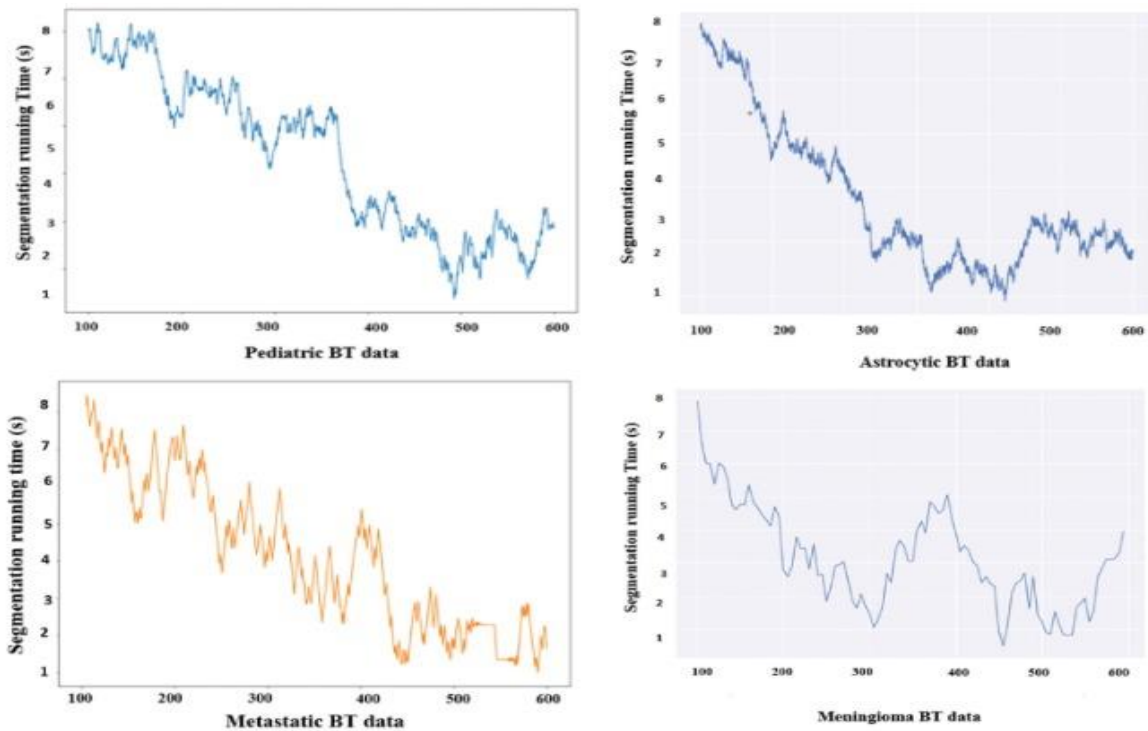 Segmentation running Time (s)
8
7
6
5
4
3
2
1
100 200 300 400 500 600
Pediatric BT data
Segmentation running Time (s)
8
7
6
5
4
3
2
1
100 200 300 400 500 600
Astrocytic BT data
Segmentation running time (s)
8
7
6
5
4
3
2
1
100 200 300 400 500 600
Metastatic BT data
Segmentation running Time (s)
8
7
6
5
4
3
2
1
100 200 300 400 500 600
Meningioma BT data